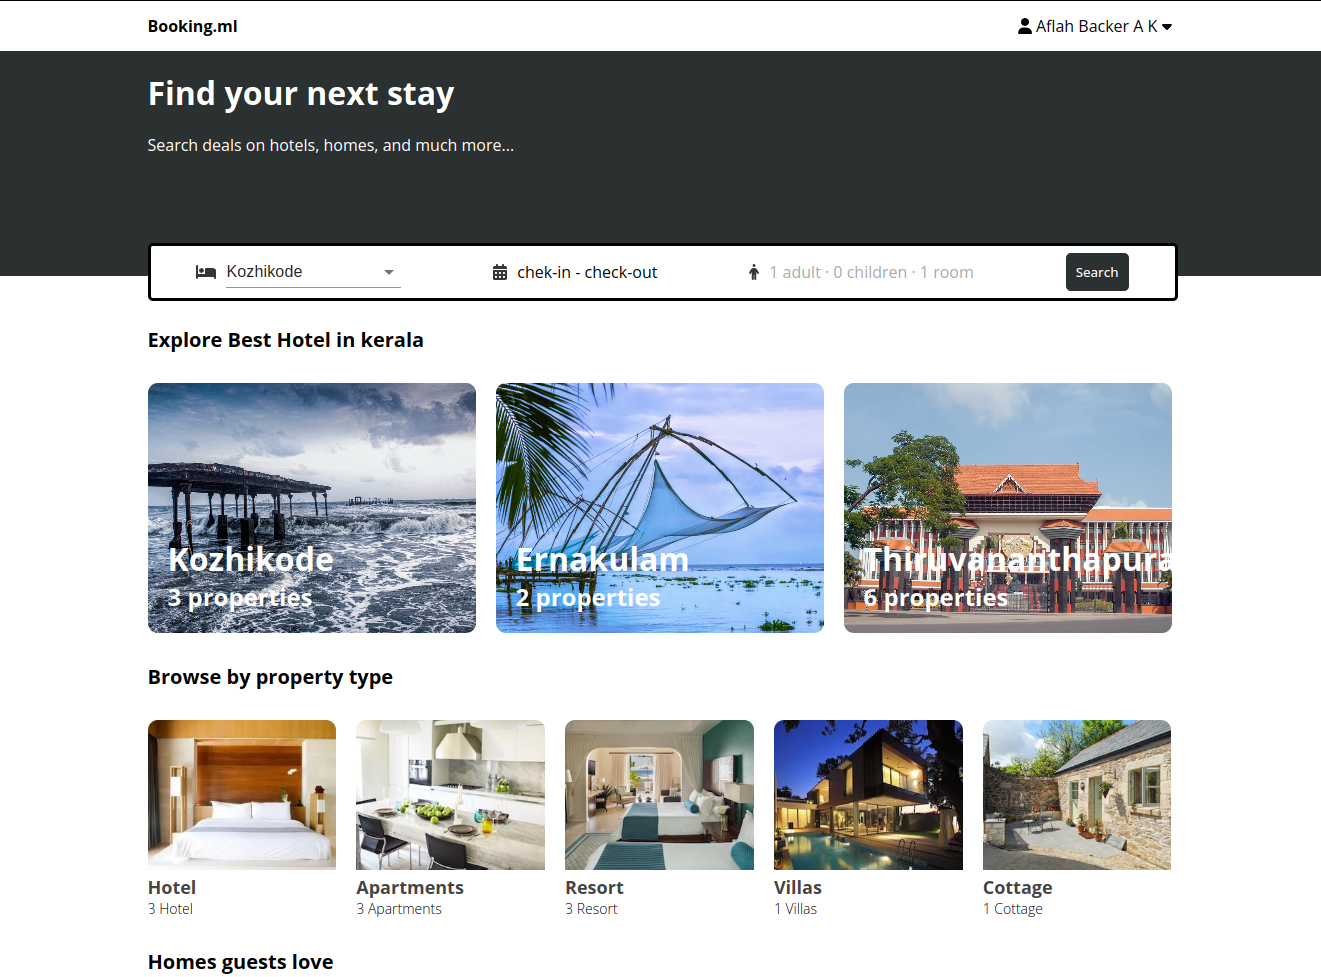 Booking.ml
Aflah Backer A K
Find your next stay
Search deals on hotels, homes, and much more...
Kozhikode
chek-in - check-out
1 adult · 0 children · 1 room
Search
Explore Best Hotel in kerala
Kozhikode
3 properties
Ernakulam
2 properties
Thiruvananthapura
6 properties
Browse by property type
Hotel
3 Hotel
Apartments
3 Apartments
Resort
3 Resort
Villas
1 Villas
Cottage
1 Cottage
Homes guests love